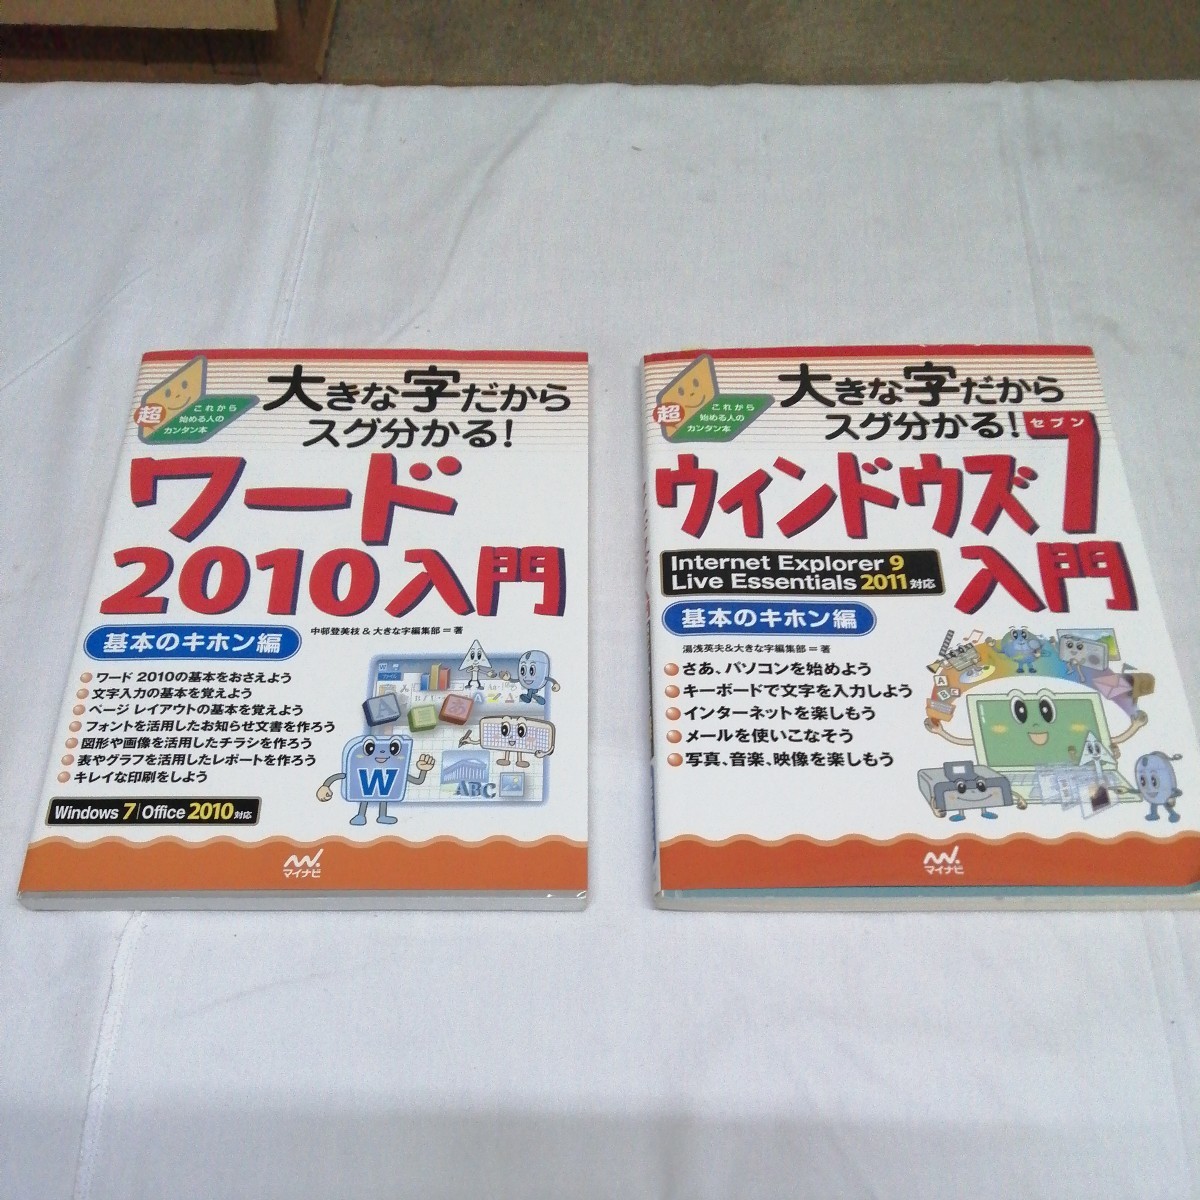 超
これから
始める人の
カンタン本
大きな字だから
スグ分かる!
ワード
2010入門
基本のキホン編
中邨登美枝 & 大きな字編集部=著
ワード 2010の基本をおさえよう
文字入力の基本を覚えよう
ページ レイアウトの基本を覚えよう
フォントを活用したお知らせ文書を作ろう
図形や画像を活用したチラシを作ろう
表やグラフを活用したレポートを作ろう
キレイな印刷をしよう
W
ABC
Windows 7 | Office 2010 対応
マイナビ
超
これから
始める人の
カンタン本
大きな字だから
スグ分かる!
セブン
ウィンドウズ7
入門
Internet Explorer 9
Live Essentials 2011 対応
基本のキホン編
湯浅英夫&大きな字編集部=著
さあ、パソコンを始めよう
キーボードで文字を入力しよう
インターネットを楽しもう
メールを使いこなそう
写真、音楽、映像を楽しもう
マイナビ